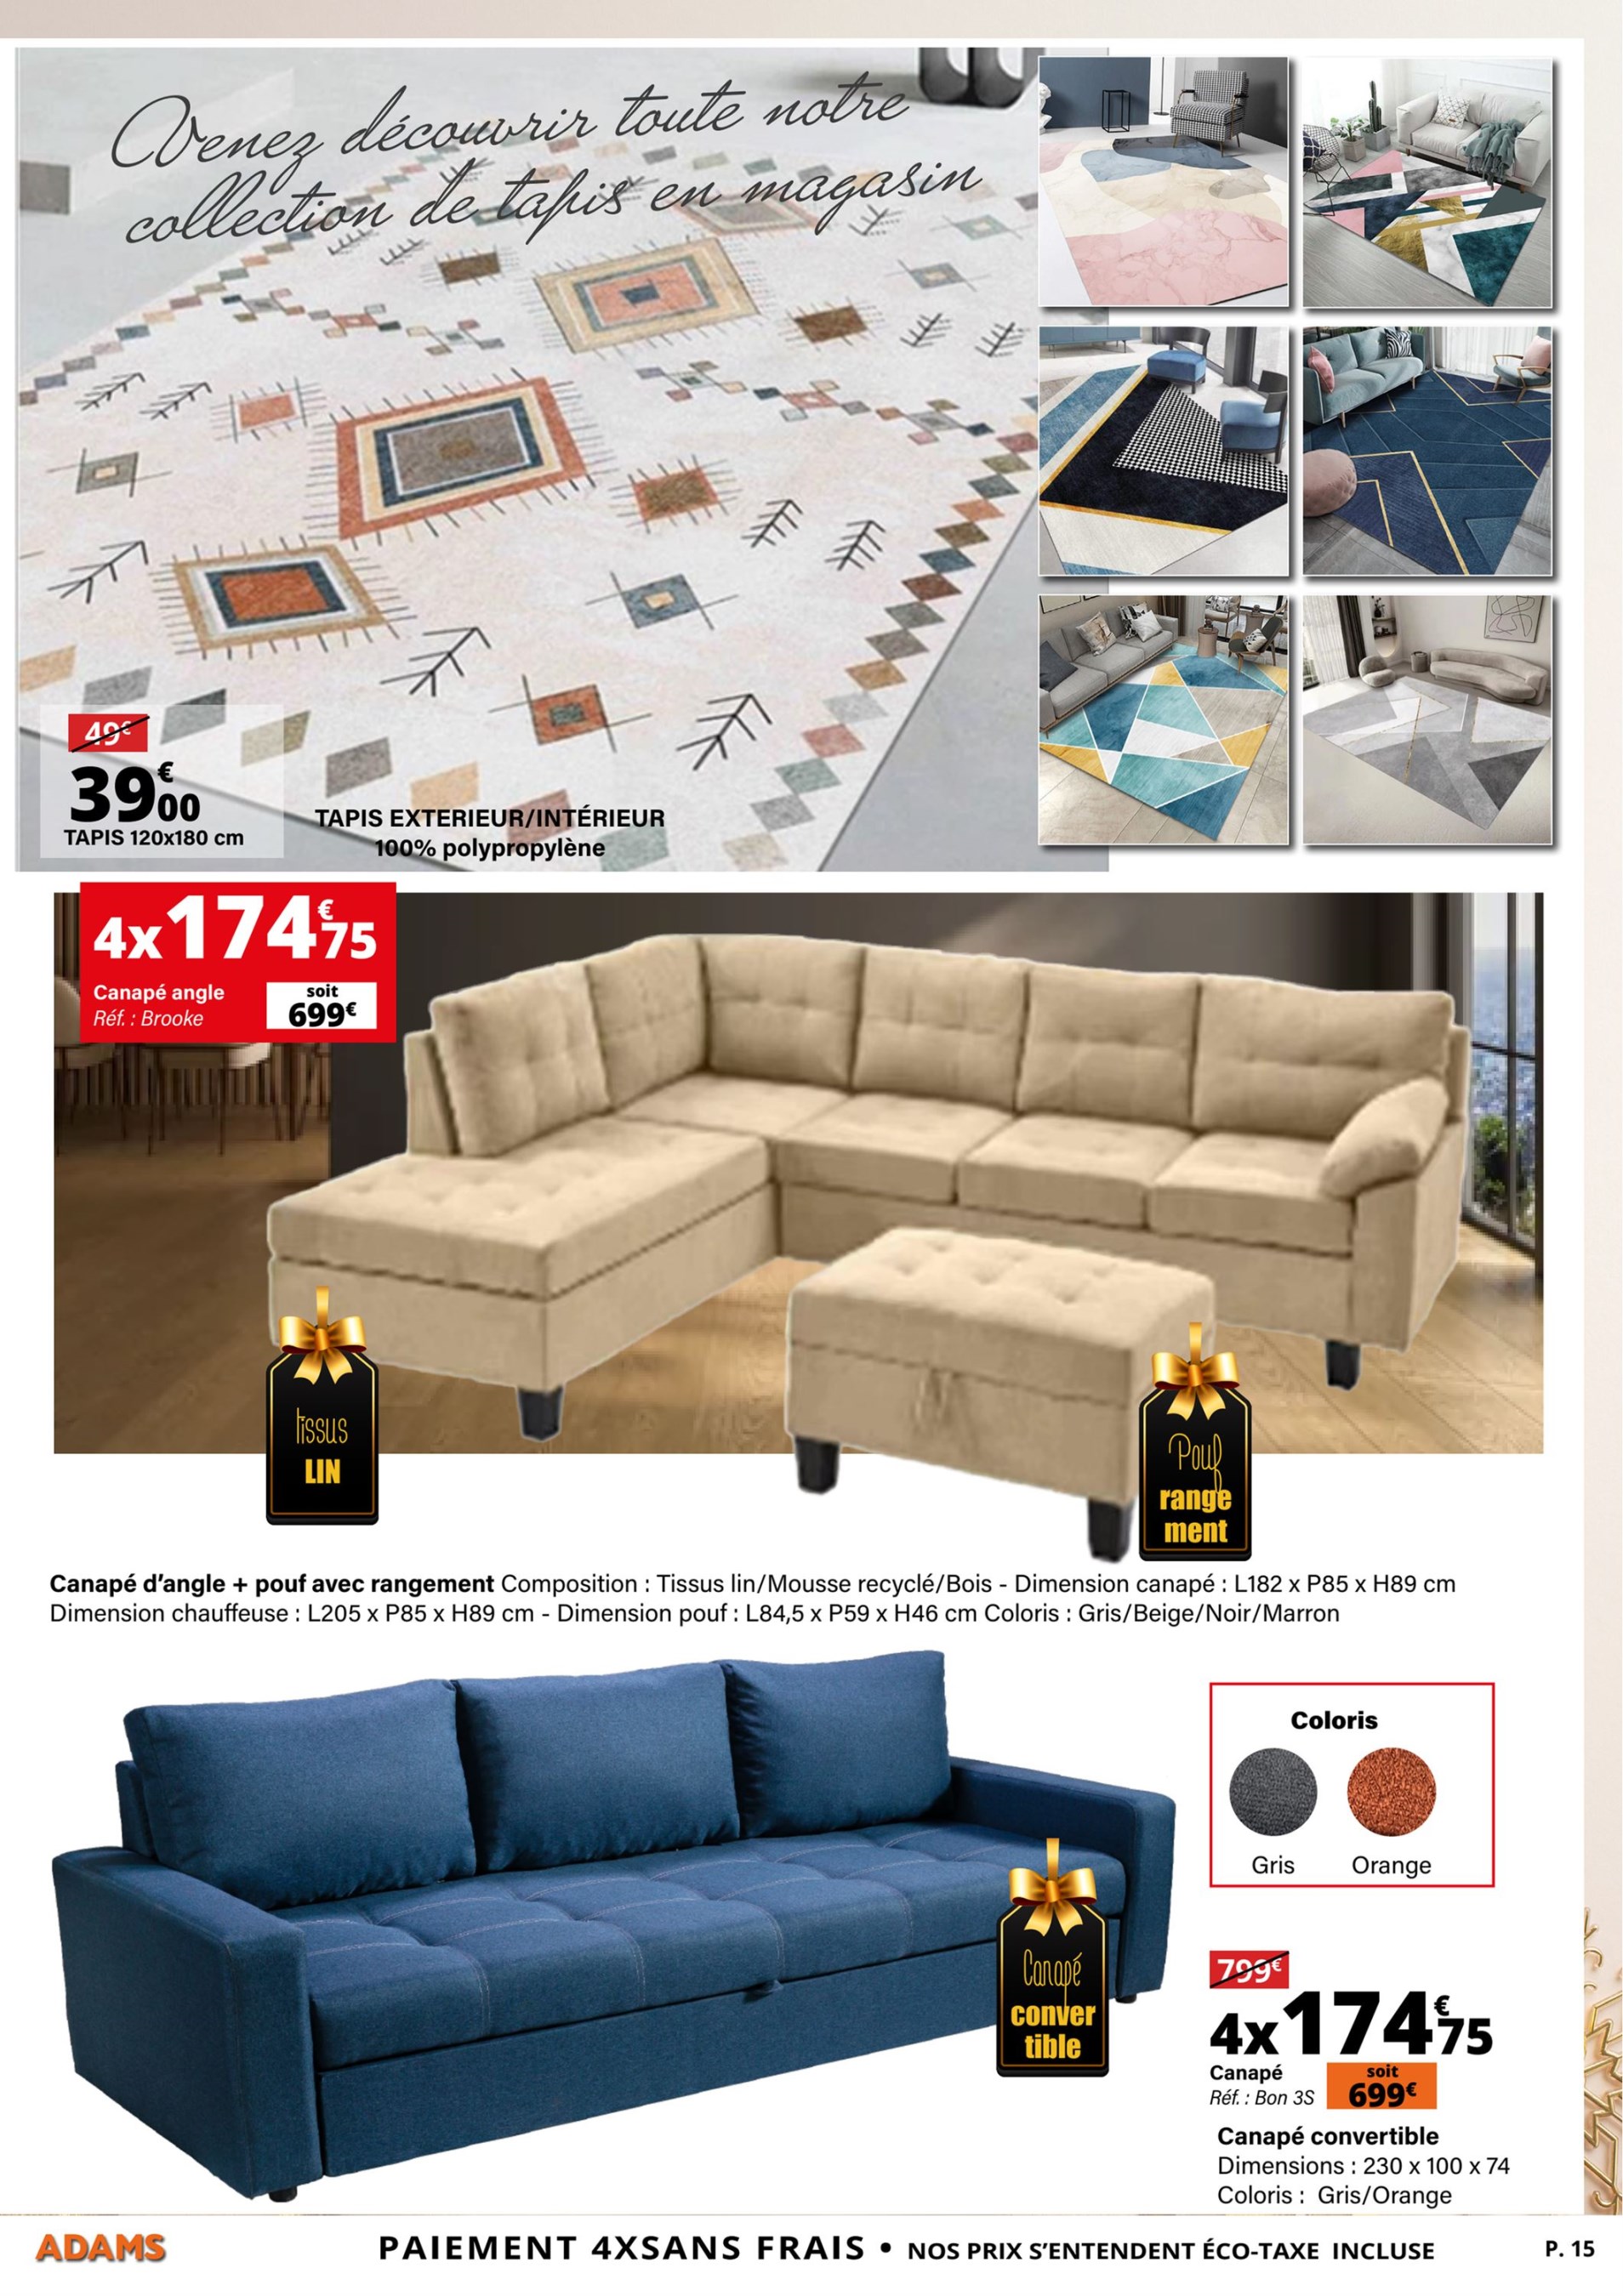 Venez découvrir toute notre
collection de tapis en magasin
49€
39€00
TAPIS 120x180 cm
TAPIS EXTERIEUR/INTÉRIEUR
100% polypropylène
4x174€75
Canapé angle
Réf. : Brooke
soit
699€
tissus
LIN
Pouf
range
ment
Canapé d'angle + pouf avec rangement Composition : Tissus lin/Mousse recyclé/Bois - Dimension canapé : L182 x P85 x H89 cm
Dimension chauffeuse : L205 x P85 x H89 cm - Dimension pouf : L84,5 x P59 x H46 cm Coloris : Gris/Beige/Noir/Marron
Coloris
Gris Orange
Canapé
conver
tible
799€
4x174€75
Canapé
Réf. : Bon 3S
soit
699€
Canapé convertible
Dimensions : 230 x 100 x 74
Coloris : Gris/Orange
ADAMS PAIEMENT 4XSANS FRAIS • NOS PRIX S'ENTENDENT ÉCO-TAXE INCLUSE P. 15